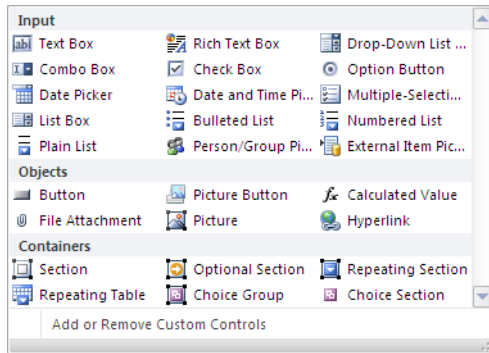 Input
Text Box Rich Text Box Drop-Down List ...
Combo Box Check Box Option Button
Date Picker Date and Time Pi... Multiple-Selecti...
List Box Bulleted List Numbered List
Plain List Person/Group Pi... External Item Pic...
Objects
Button Picture Button Calculated Value
File Attachment Picture Hyperlink
Containers
Section Optional Section Repeating Section
Repeating Table Choice Group Choice Section
Add or Remove Custom Controls